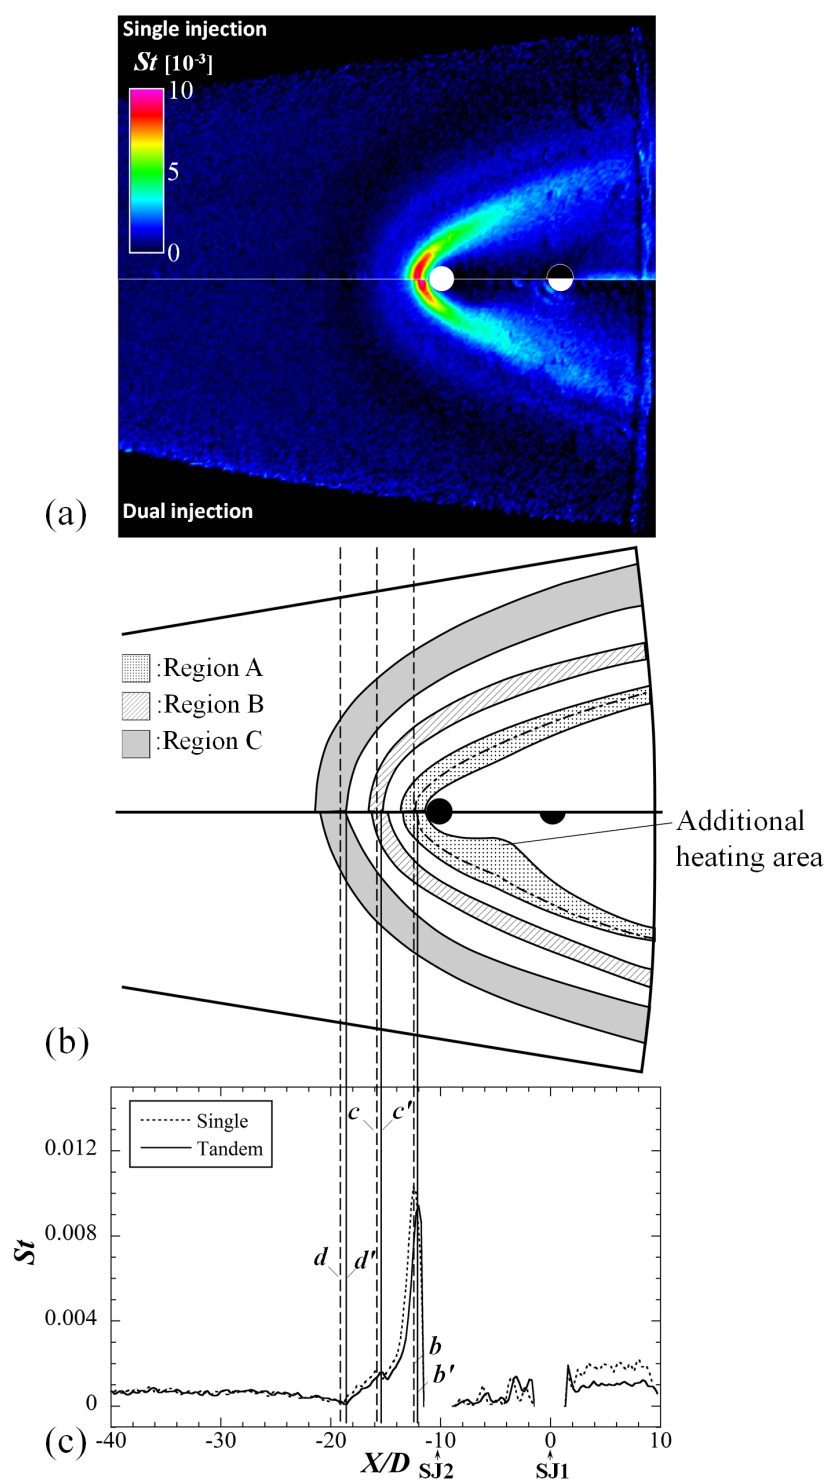 Single injection
St [10-3]
10
5
0
Dual injection
(a)
:Region A
:Region B
:Region C
Additional
heating area
(b)
Single
Tandem
c
c'
d
d'
b
b'
0.012
0.008
0.004
0
St
(c)
-40
-30
-20
-10
0
10
X/D
SJ2
SJ1